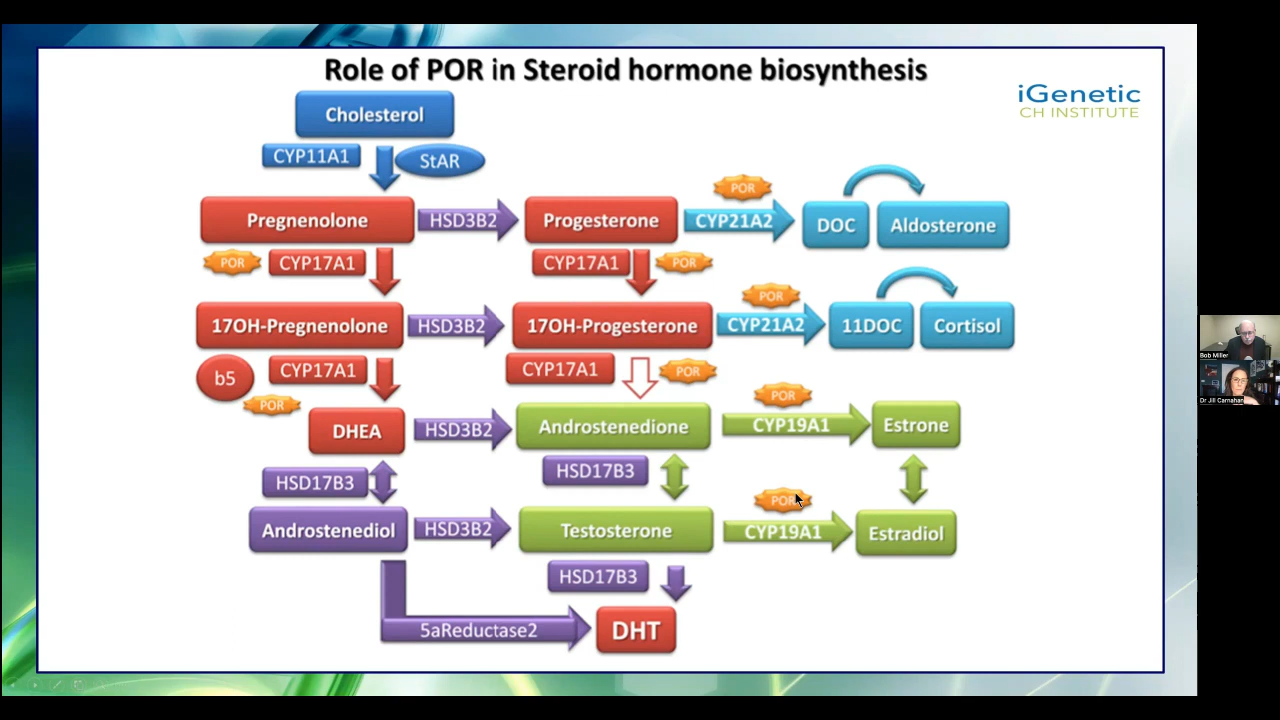 Role of POR in Steroid hormone biosynthesis
iGenetic
CH INSTITUTE
Cholesterol
CYP11A1
StAR
POR
Pregnenolone
HSD3B2
Progesterone
CYP21A2
DOC
Aldosterone
POR
CYP17A1
CYP17A1
POR
POR
17OH-Pregnenolone
HSD3B2
17OH-Progesterone
CYP21A2
11DOC
Cortisol
b5
CYP17A1
POR
CYP17A1
POR
POR
DHEA
HSD3B2
Androstenedione
CYP19A1
Estrone
HSD17B3
HSD17B3
POR
Androstenediol
HSD3B2
Testosterone
CYP19A1
Estradiol
HSD17B3
5aReductase2
DHT
Bob Miller
Dr Jill Carnahan